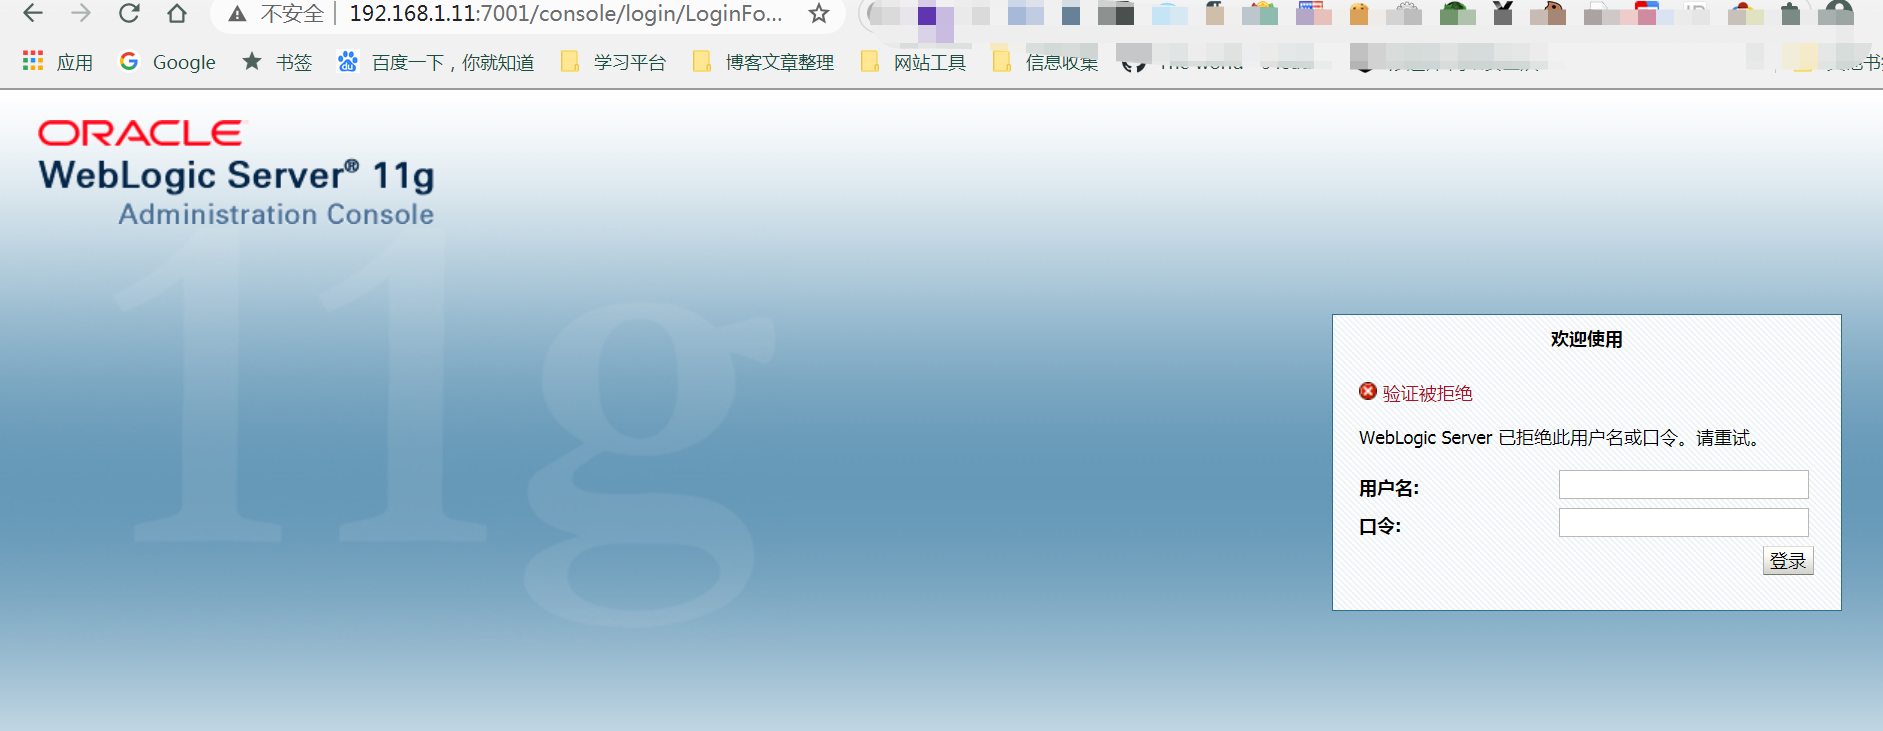 不安全 192.168.1.11:7001/console/login/LoginFo...
应用 Google 书签 百度一下，你就知道 学习平台 博客文章整理 网站工具 信息收集
ORACLE
WebLogic Server® 11g
Administration Console
11g
欢迎使用
验证被拒绝
WebLogic Server 已拒绝此用户名或口令。请重试。
用户名:
口令:
登录